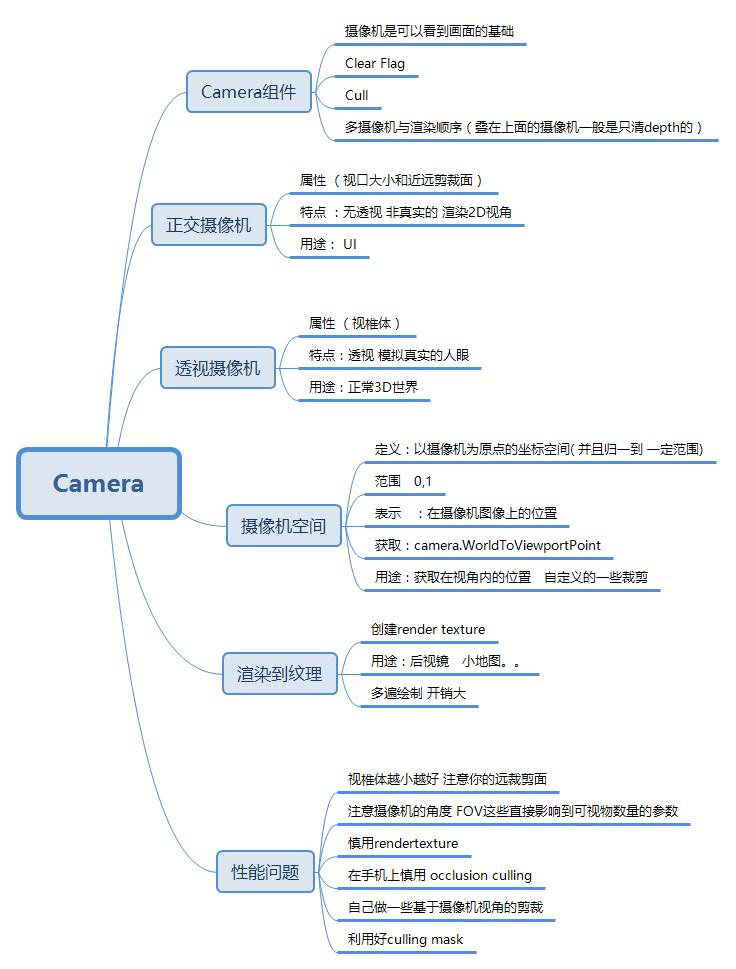 Camera
Camera组件
摄像机是可以看到画面的基础
Clear Flag
Cull
多摄像机与渲染顺序（叠在上面的摄像机一般是只清depth的）
正交摄像机
属性 （视口大小和近远剪裁面）
特点 ：无透视 非真实的 渲染2D视角
用途： UI
透视摄像机
属性 （视椎体）
特点：透视 模拟真实的人眼
用途：正常3D世界
摄像机空间
定义：以摄像机为原点的坐标空间( 并且归一到 一定范围)
范围 0,1
表示 ：在摄像机图像上的位置
获取：camera.WorldToViewportPoint
用途：获取在视角内的位置 自定义的一些裁剪
渲染到纹理
创建render texture
用途：后视镜 小地图。。
多遍绘制 开销大
性能问题
视椎体越小越好 注意你的远裁剪面
注意摄像机的角度 FOV这些直接影响到可视物数量的参数
慎用rendertexture
在手机上慎用 occlusion culling
自己做一些基于摄像机视角的剪裁
利用好culling mask